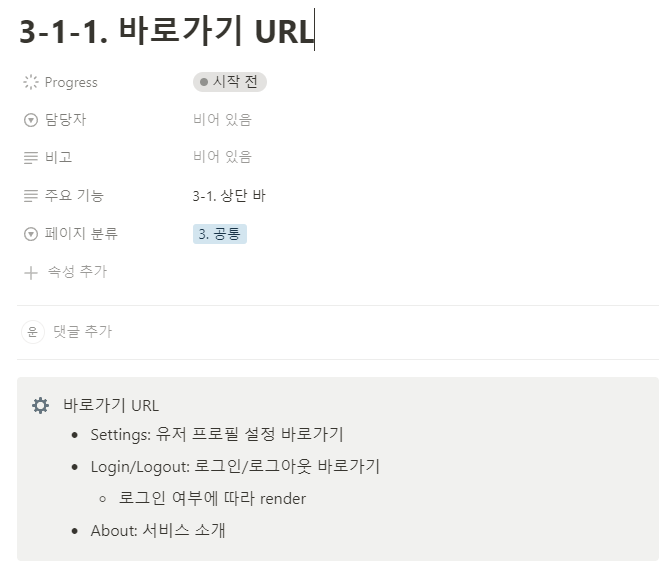 3-1-1. 바로가기 URL
Progress 시작 전
담당자 비어 있음
비고 비어 있음
주요 기능 3-1. 상단 바
페이지 분류 3. 공통
속성 추가
운 댓글 추가
바로가기 URL
Settings: 유저 프로필 설정 바로가기
Login/Logout: 로그인/로그아웃 바로가기
로그인 여부에 따라 render
About: 서비스 소개